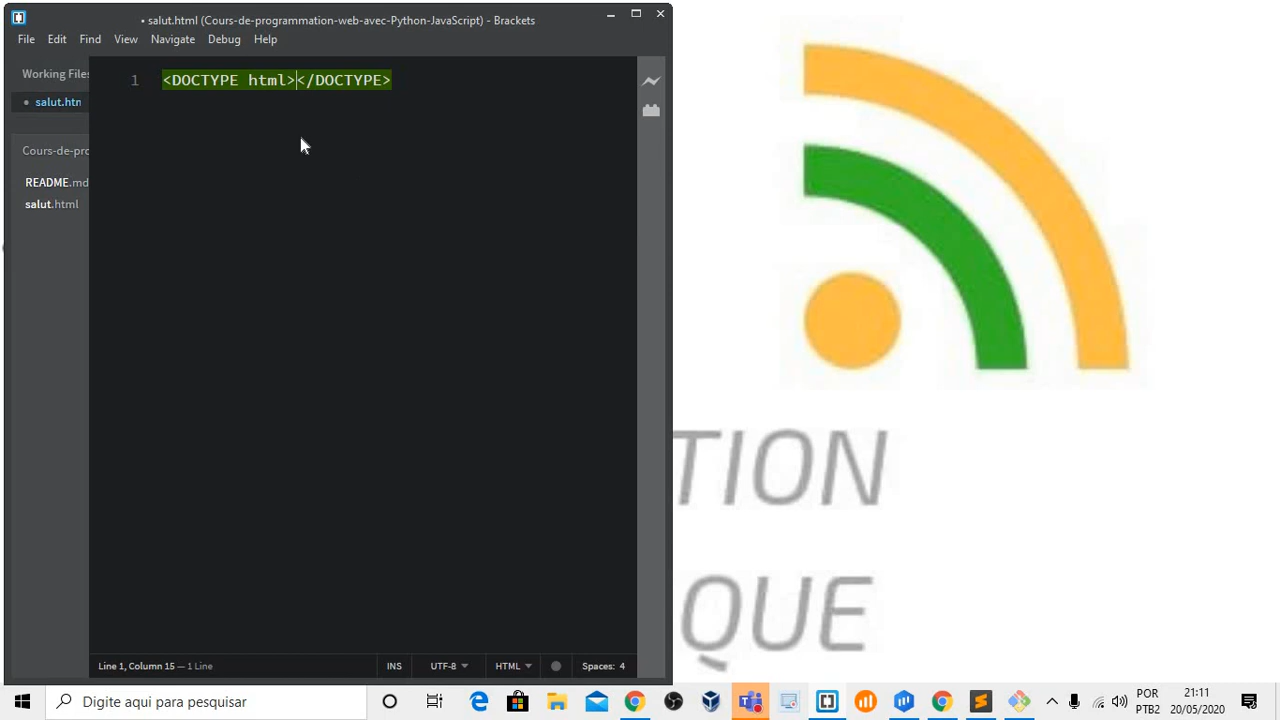 • salut.html (Cours-de-programmation-web-avec-Python-JavaScript) - Brackets
File Edit Find View Navigate Debug Help
Working Files
• salut.htn
1 <DOCTYPE html></DOCTYPE>
Cours-de-pro
README.md
salut.html
TION
QUE
Line 1, Column 15 — 1 Line INS UTF-8 HTML Spaces: 4
Digite aqui para pesquisar
POR
PTB2
21:11
20/05/2020